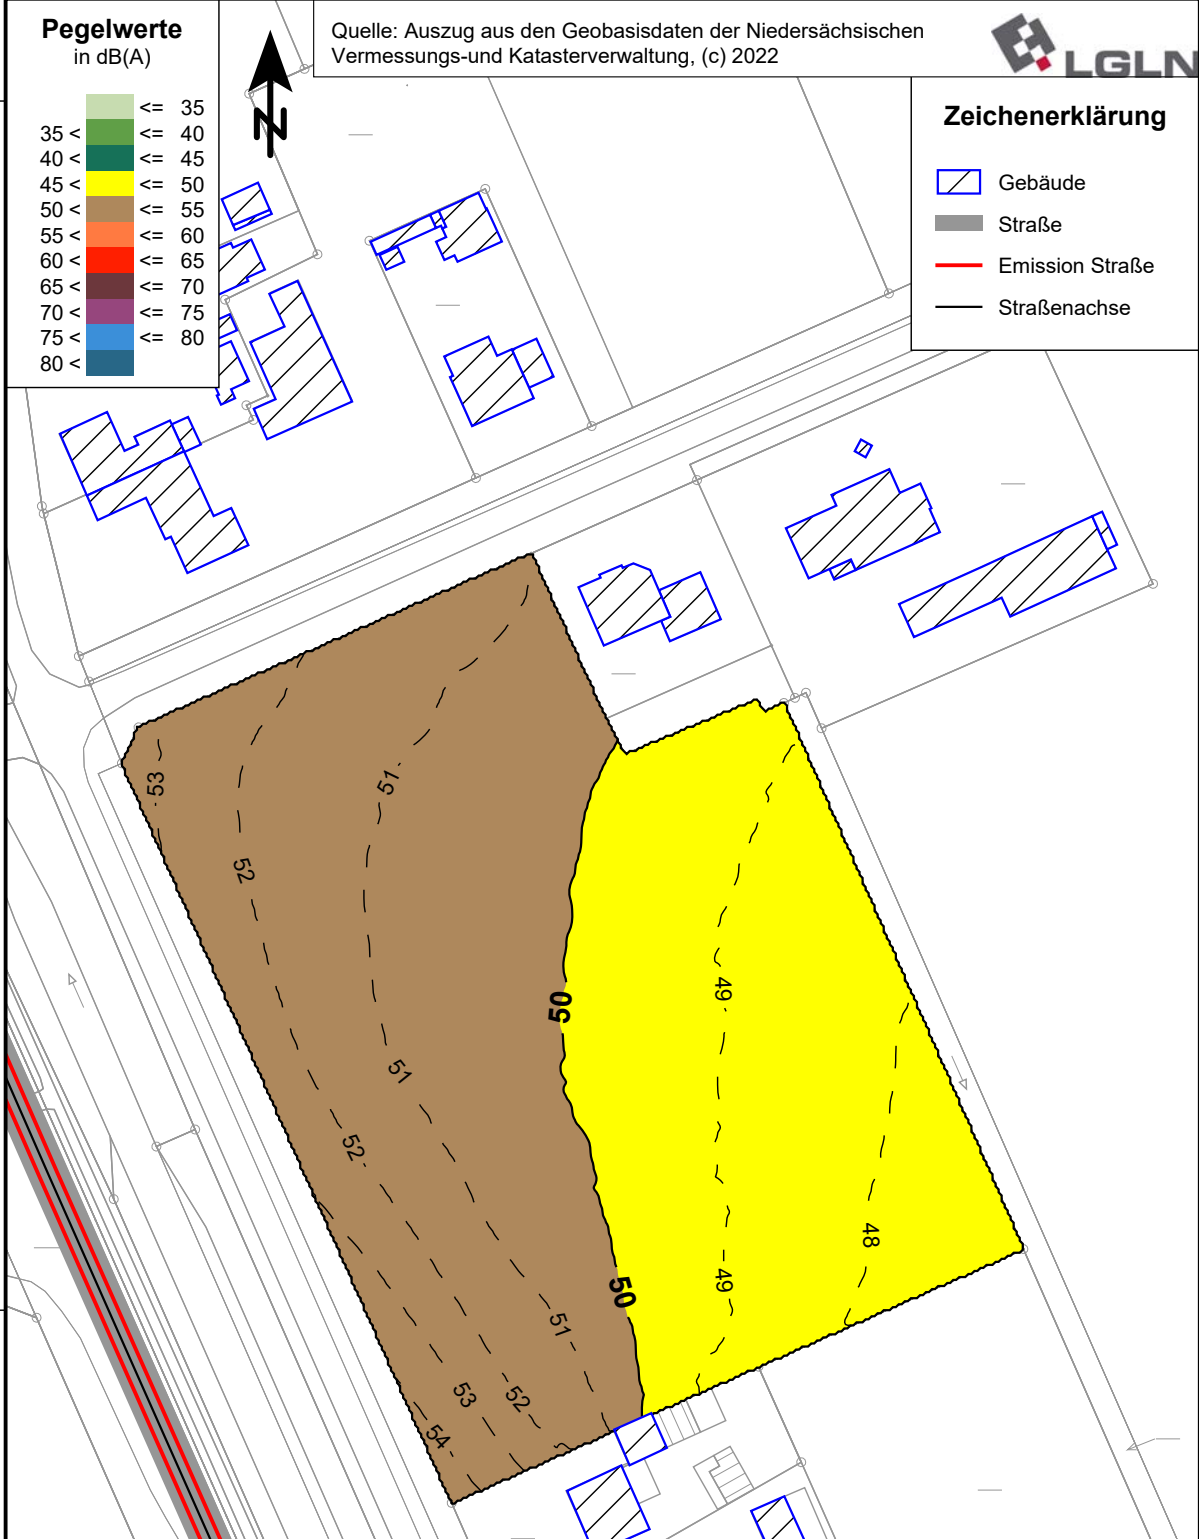 Pegelwerte
in dB(A)
<= 35
35 < <= 40
40 < <= 45
45 < <= 50
50 < <= 55
55 < <= 60
60 < <= 65
65 < <= 70
70 < <= 75
75 < <= 80
80 <
N
Quelle: Auszug aus den Geobasisdaten der Niedersächsischen
Vermessungs-und Katasterverwaltung, (c) 2022
LGLN
Zeichenerklärung
Gebäude
Straße
Emission Straße
Straßenachse
53
51
52
50
49
51
52
48
49
50
51
53
52
54